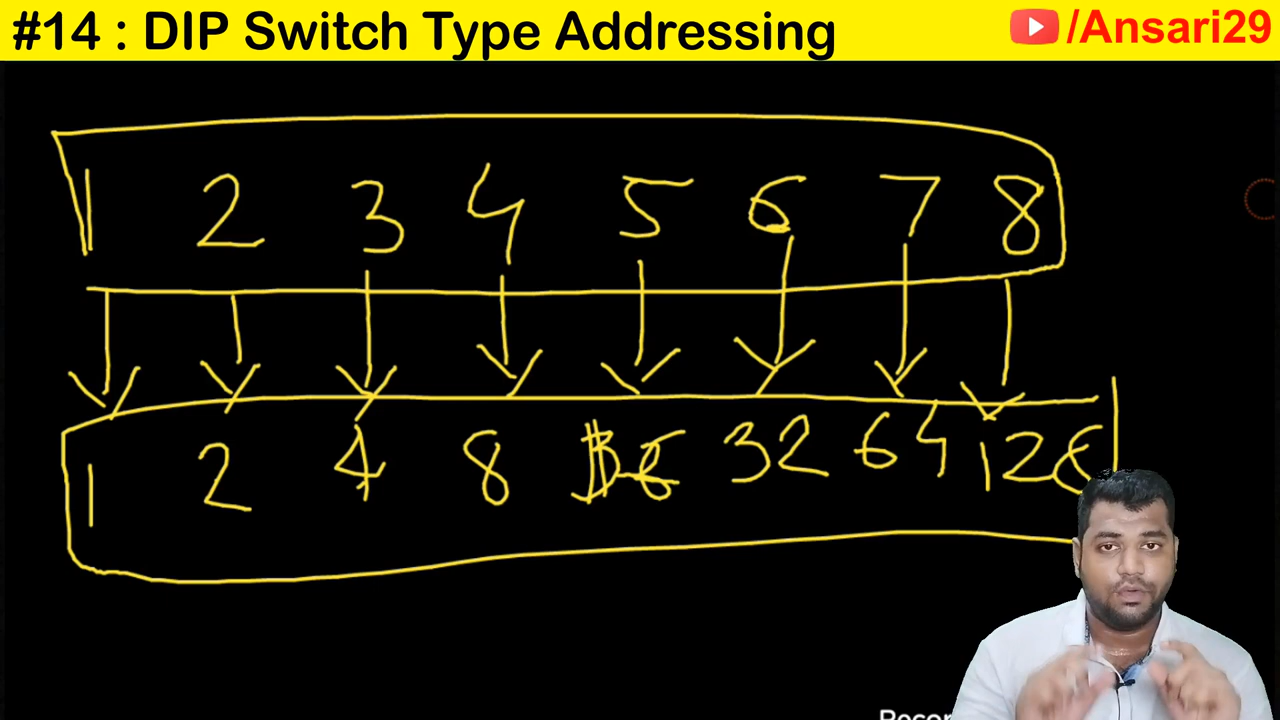 #14 : DIP Switch Type Addressing
/Ansari29
1 2 3 4 5 6 7 8
1 2 4 8 32 64 128